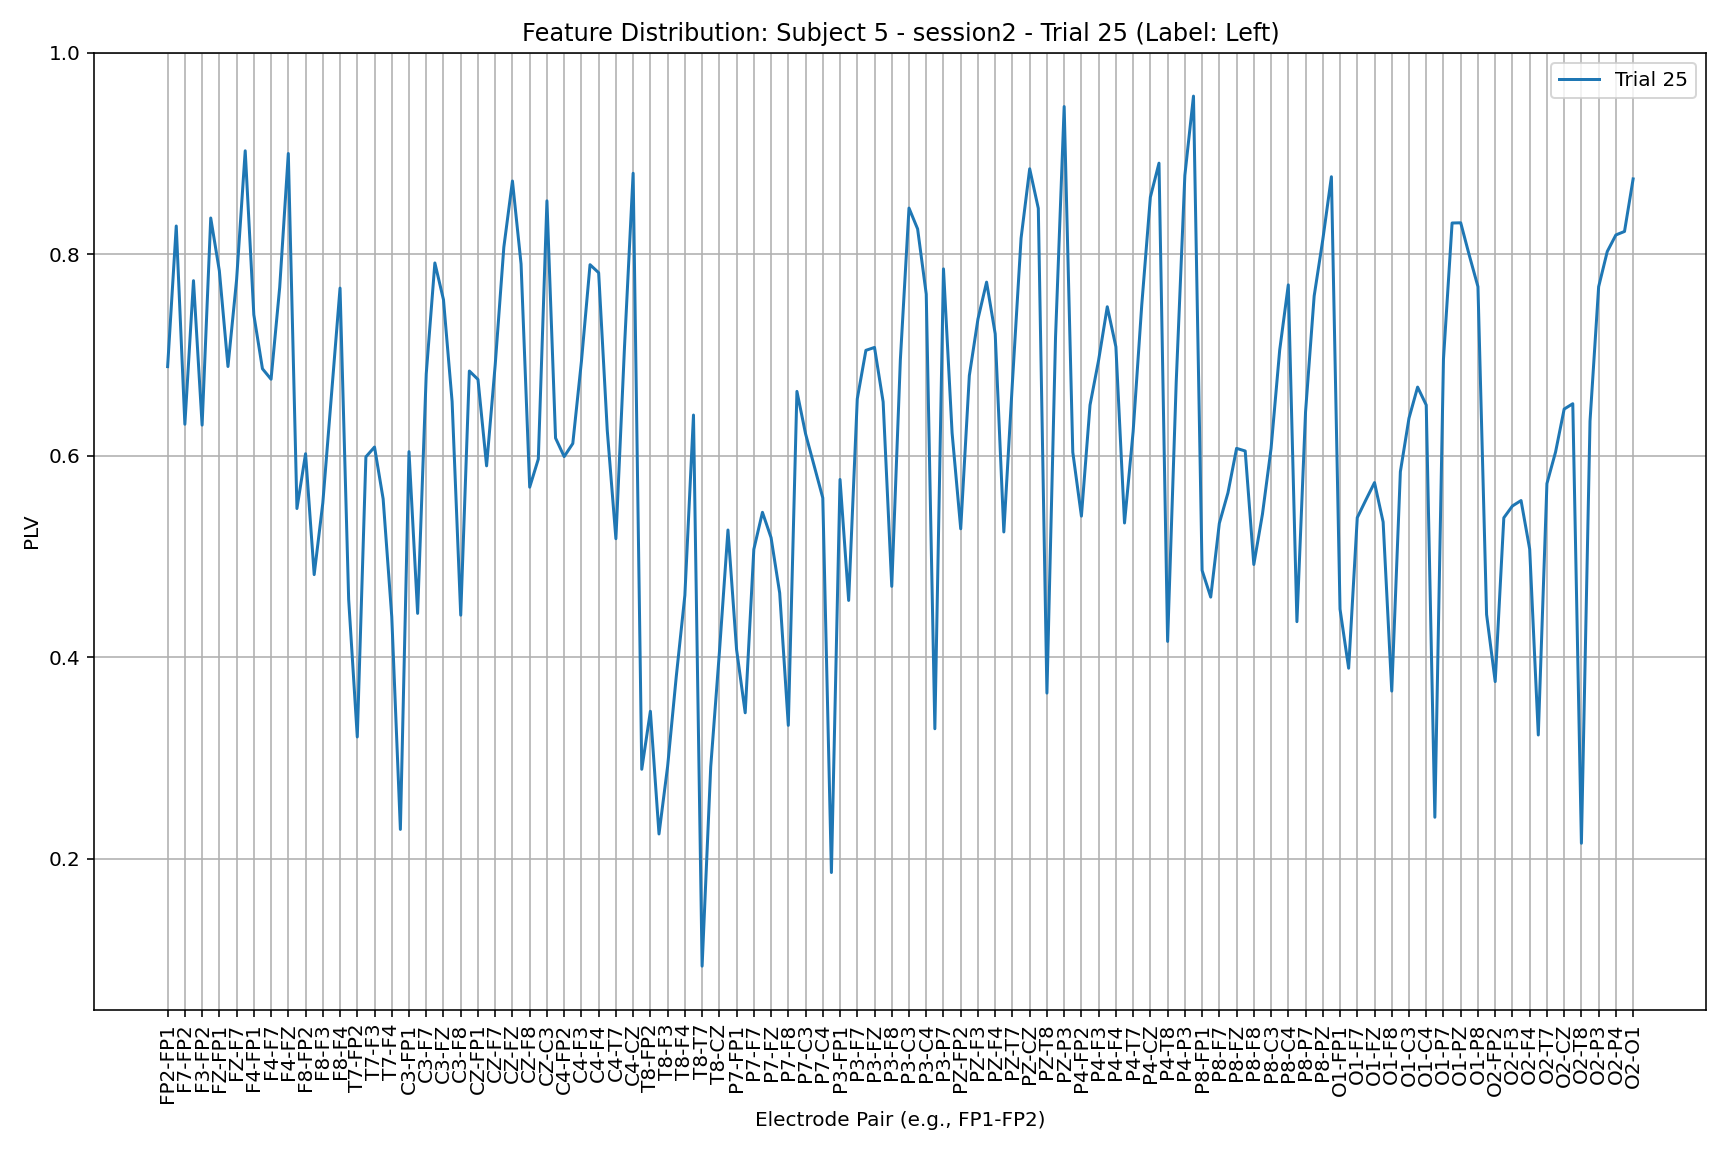 Feature Distribution: Subject 5 - session2 - Trial 25 (Label: Left)
Trial 25
PLV
1.0
0.8
0.6
0.4
0.2
FP2-FP1
F7-FP2
F3-FP2
FZ-FP1
FZ-F7
F4-FP1
F4-F7
F4-FZ
F8-FP2
F8-F3
F8-F4
T7-FP2
T7-F3
T7-F4
C3-FP1
C3-F7
C3-FZ
C3-F8
CZ-FP1
CZ-F7
CZ-FZ
CZ-F8
CZ-C3
C4-FP2
C4-F3
C4-F4
C4-T7
C4-CZ
T8-FP2
T8-F3
T8-F4
T8-T7
T8-CZ
P7-FP1
P7-F7
P7-FZ
P7-F8
P7-C3
P7-C4
P3-FP1
P3-F7
P3-FZ
P3-F8
P3-C3
P3-C4
P3-P7
PZ-FP2
PZ-F3
PZ-F4
PZ-T7
PZ-CZ
PZ-T8
PZ-P3
P4-FP2
P4-F3
P4-F4
P4-T7
P4-CZ
P4-T8
P4-P3
P8-FP1
P8-F7
P8-FZ
P8-F8
P8-C3
P8-C4
P8-P7
P8-PZ
O1-FP1
O1-F7
O1-FZ
O1-F8
O1-C3
O1-C4
O1-P7
O1-PZ
O1-P8
O2-FP2
O2-F3
O2-F4
O2-T7
O2-CZ
O2-T8
O2-P3
O2-P4
O2-O1
Electrode Pair (e.g., FP1-FP2)